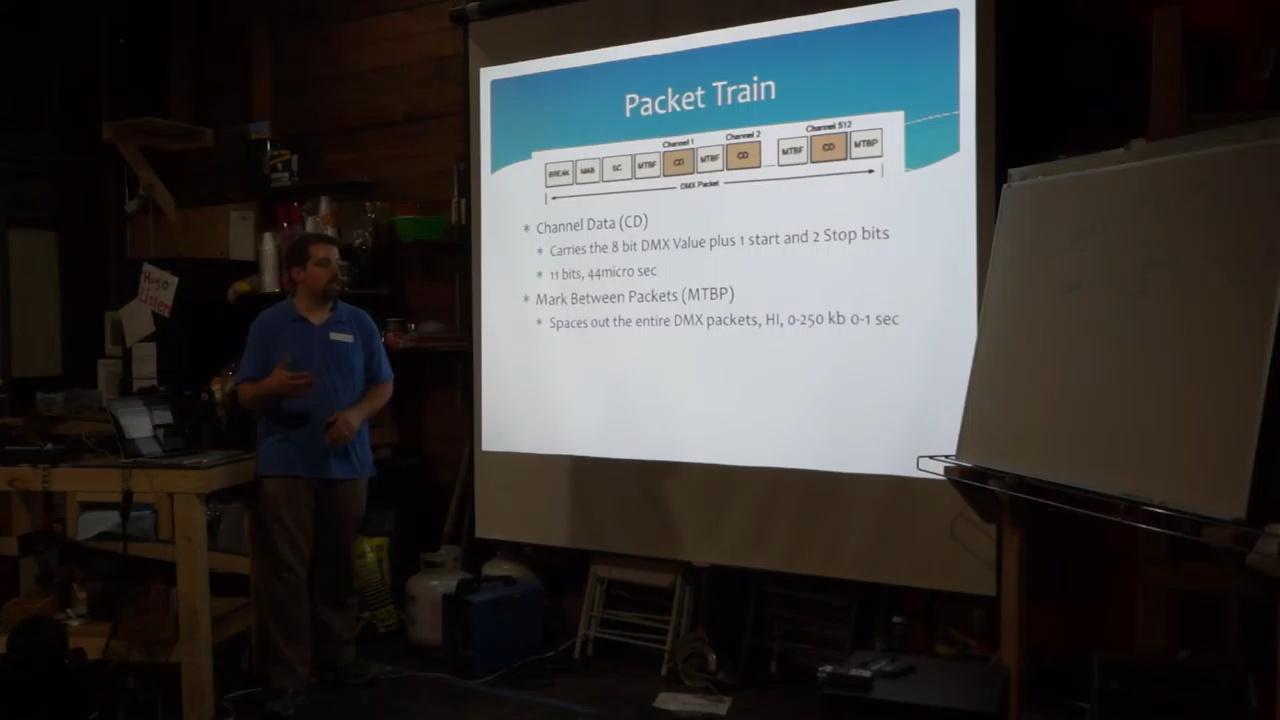 Packet Train
Channel 1 Channel 2 Channel 512
BREAK MAB SC MTBF CD MTBF CD MTBF CD MTBP
DMX Packet
* Channel Data (CD)
* Carries the 8 bit DMX Value plus 1 start and 2 Stop bits
* 11 bits, 44micro sec
* Mark Between Packets (MTBP)
* Spaces out the entire DMX packets, HI, 0-250 kb 0-1 sec
Listen